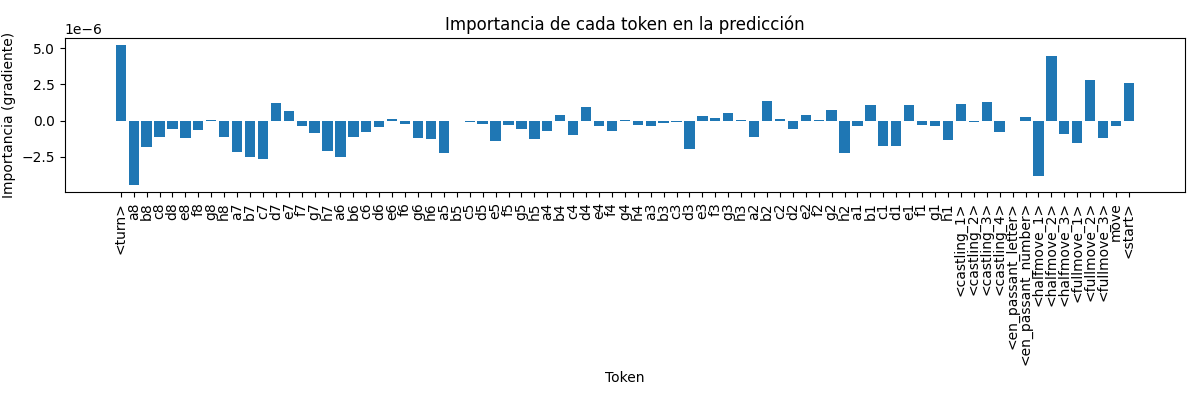 Importancia de cada token en la predicción
1e−6
Importancia (gradiente)
5.0
2.5
0.0
−2.5
<turn>
a8
b8
c8
d8
e8
f8
g8
h8
a7
b7
c7
d7
e7
f7
g7
h7
a6
b6
c6
d6
e6
f6
g6
h6
a5
b5
c5
d5
e5
f5
g5
h5
a4
b4
c4
d4
e4
f4
g4
h4
a3
b3
c3
d3
e3
f3
g3
h3
a2
b2
c2
d2
e2
f2
g2
h2
a1
b1
c1
d1
e1
f1
g1
h1
<castling_1>
<castling_2>
<castling_3>
<castling_4>
<en_passant_letter>
<en_passant_number>
<halfmove_1>
<halfmove_2>
<halfmove_3>
<fullmove_1>
<fullmove_2>
<fullmove_3>
move
<start>
Token